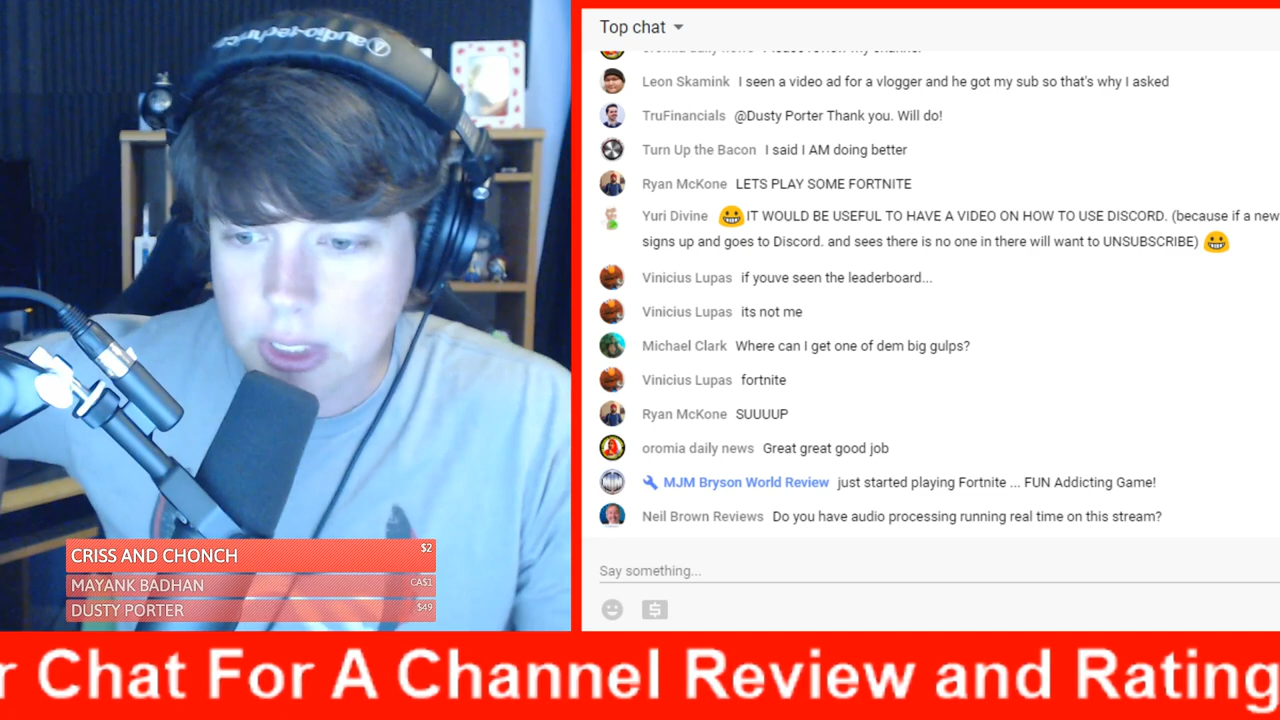 audio-technica
Top chat
oromia daily news Please review my channel
Leon Skamink I seen a video ad for a vlogger and he got my sub so that's why I asked
TruFinancials @Dusty Porter Thank you. Will do!
Turn Up the Bacon I said I AM doing better
Ryan McKone LETS PLAY SOME FORTNITE
Yuri Divine 😀IT WOULD BE USEFUL TO HAVE A VIDEO ON HOW TO USE DISCORD. (because if a new
signs up and goes to Discord. and sees there is no one in there will want to UNSUBSCRIBE) 😀
Vinicius Lupas if youve seen the leaderboard...
Vinicius Lupas its not me
Michael Clark Where can I get one of dem big gulps?
Vinicius Lupas fortnite
Ryan McKone SUUUUP
oromia daily news Great great good job
MJM Bryson World Review just started playing Fortnite ... FUN Addicting Game!
Neil Brown Reviews Do you have audio processing running real time on this stream?
Say something...
CRISS AND CHONCH $2
MAYANK BADHAN CA$1
DUSTY PORTER $49
r Chat For A Channel Review and Rating